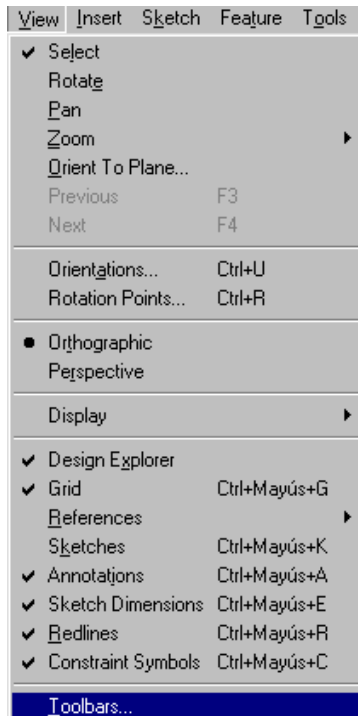 View Insert Sketch Feature Tools
Select
Rotate
Pan
Zoom
Orient To Plane...
Previous F3
Next F4
Orientations... Ctrl+U
Rotation Points... Ctrl+R
Orthographic
Perspective
Display
Design Explorer
Grid Ctrl+Mayús+G
References
Sketches Ctrl+Mayús+K
Annotations Ctrl+Mayús+A
Sketch Dimensions Ctrl+Mayús+E
Redlines Ctrl+Mayús+R
Constraint Symbols Ctrl+Mayús+C
Toolbars...